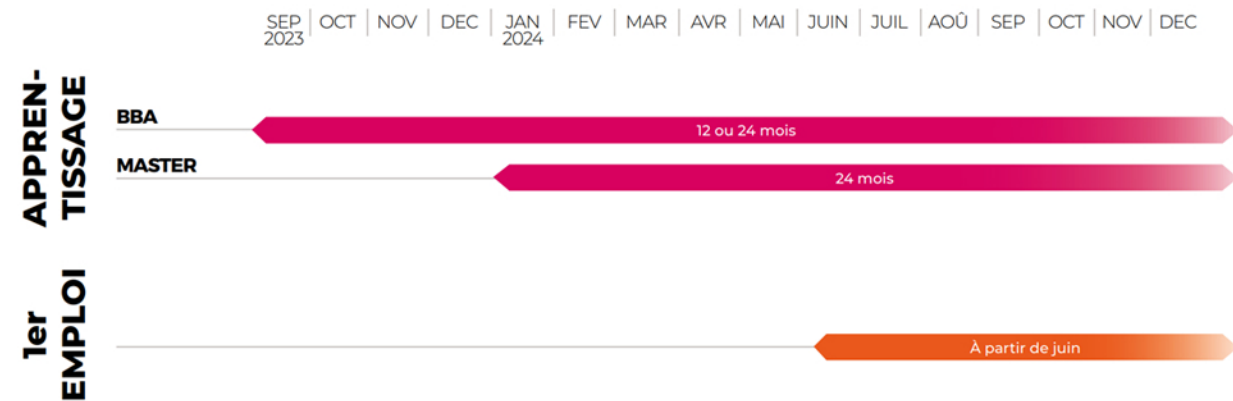 SEP OCT NOV DEC JAN FEV MAR AVR MAI JUIN JUIL AOÛ SEP OCT NOV DEC
2023 2024
APPREN-
TISSAGE
BBA
12 ou 24 mois
MASTER
24 mois
1er
EMPLOI
À partir de juin